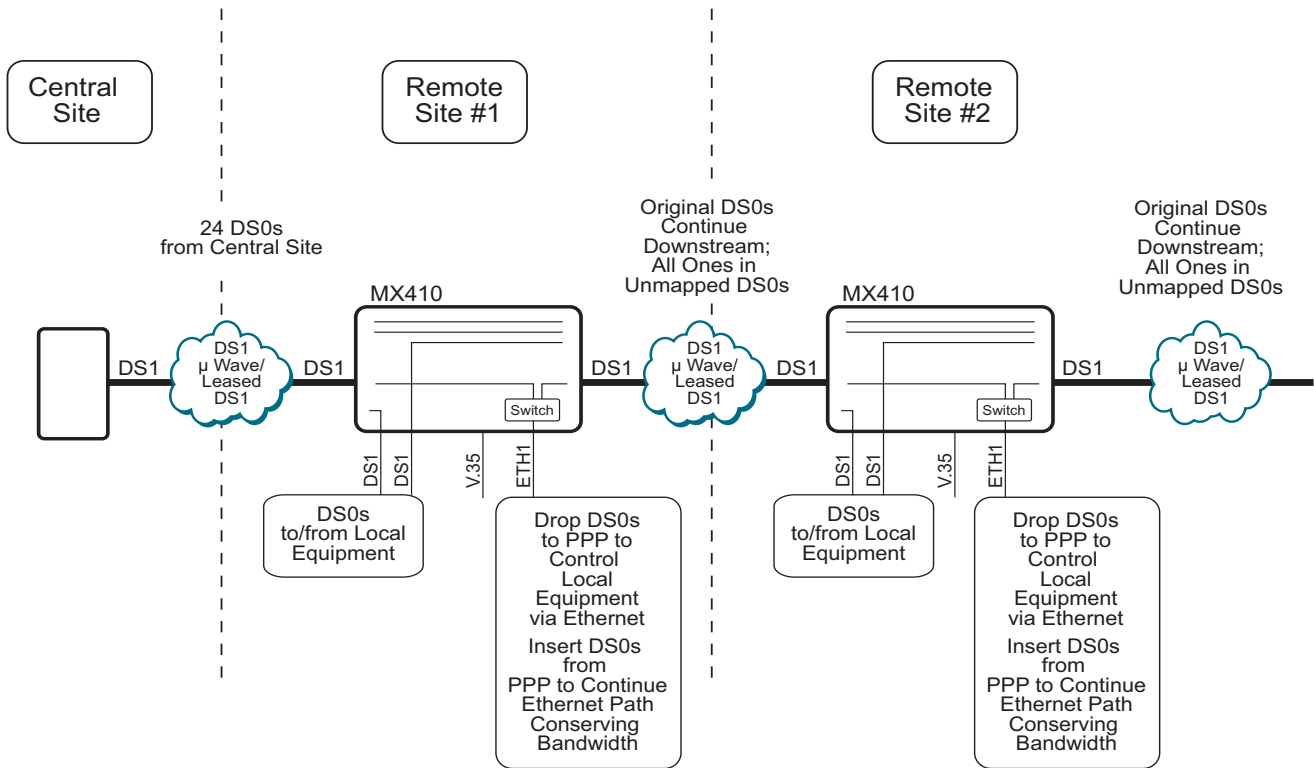 Central
Site
Remote
Site #1
Remote
Site #2
24 DS0s
from Central Site
Original DS0s
Continue
Downstream;
All Ones in
Unmapped DS0s
Original DS0s
Continue
Downstream;
All Ones in
Unmapped DS0s
MX410
MX410
DS1
DS1
µ Wave/
Leased
DS1
DS1
Switch
DS1
DS1
µ Wave/
Leased
DS1
DS1
Switch
DS1
DS1
µ Wave/
Leased
DS1
DS1
DS1
V.35
ETH1
DS1
DS1
V.35
ETH1
DS0s
to/from Local
Equipment
Drop DS0s
to PPP to
Control
Local
Equipment
via Ethernet
Insert DS0s
from
PPP to Continue
Ethernet Path
Conserving
Bandwidth
DS0s
to/from Local
Equipment
Drop DS0s
to PPP to
Control
Local
Equipment
via Ethernet
Insert DS0s
from
PPP to Continue
Ethernet Path
Conserving
Bandwidth